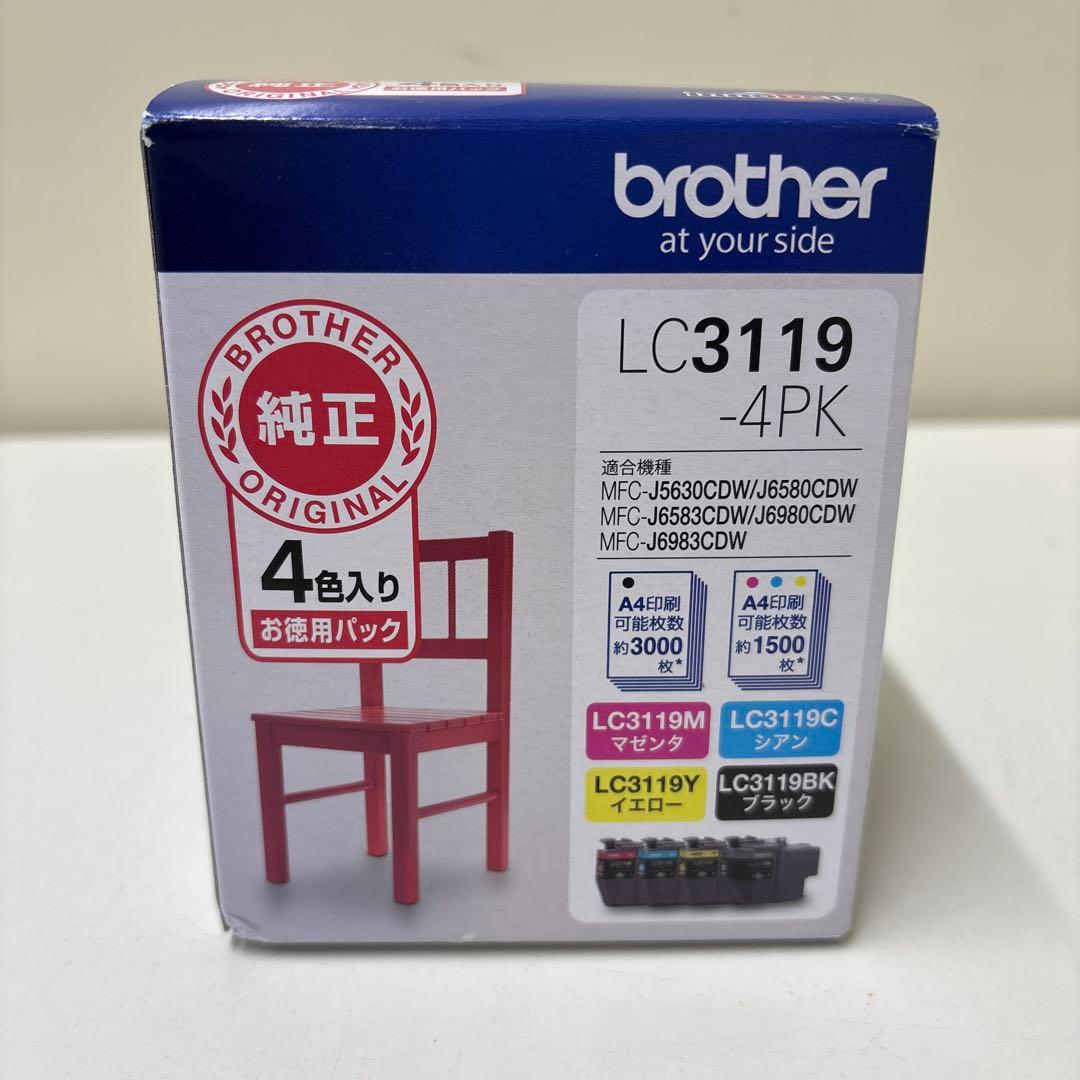 純正
ORIGINAL
brother
at your side
BROTHER
純正
ORIGINAL
4色入り
お徳用パック
LC3119
-4PK
適合機種
MFC-J5630CDW/J6580CDW
MFC-J6583CDW/J6980CDW
MFC-J6983CDW
A4印刷
可能枚数
約3000
枚*
A4印刷
可能枚数
約1500
枚*
LC3119M
マゼンタ
LC3119C
シアン
LC3119Y
イエロー
LC3119BK
ブラック